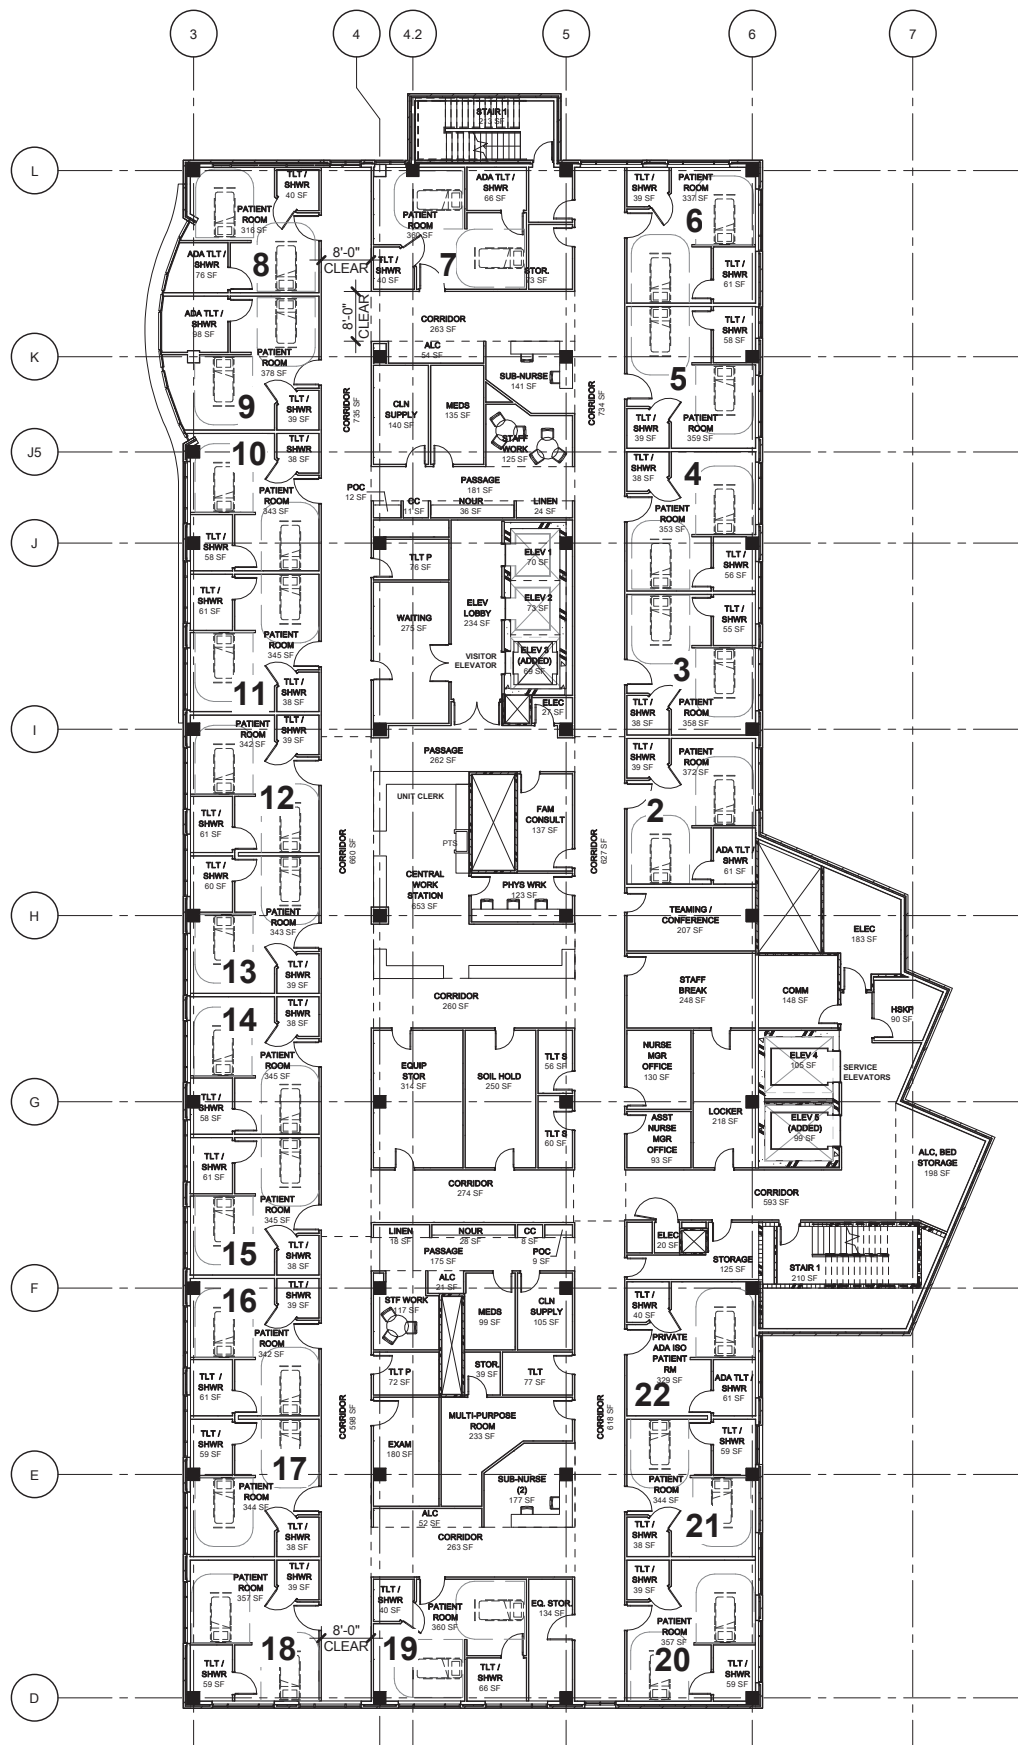 3
4
4.2
5
6
7
L
K
J5
J
I
H
G
F
E
D
STAIR 1
TLT /
SHWR
40 SF
PATIENT
ROOM
316 SF
8
ADA TLT /
SHWR
76 SF
8'-0"
CLEAR
8'-0"
CLEAR
ADA TLT /
SHWR
66 SF
PATIENT
ROOM
360 SF
7
TLT /
SHWR
40 SF
STOR.
73 SF
TLT /
SHWR
39 SF
PATIENT
ROOM
337 SF
6
TLT /
SHWR
61 SF
CORRIDOR
263 SF
ALC
54 SF
ADA TLT /
SHWR
98 SF
PATIENT
ROOM
378 SF
9
TLT /
SHWR
39 SF
CORRIDOR
735 SF
CLN
SUPPLY
140 SF
MEDS
135 SF
SUB-NURSE
141 SF
STAFF
WORK
125 SF
CORRIDOR
734 SF
TLT /
SHWR
58 SF
5
PATIENT
ROOM
359 SF
TLT /
SHWR
39 SF
10
TLT /
SHWR
38 SF
PATIENT
ROOM
343 SF
TLT /
SHWR
58 SF
PASSAGE
181 SF
POC
12 SF
CC
11 SF
NOUR
36 SF
LINEN
24 SF
TLT /
SHWR
38 SF
4
PATIENT
ROOM
353 SF
TLT /
SHWR
56 SF
TLT P
76 SF
WAITING
275 SF
ELEV
LOBBY
234 SF
VISITOR
ELEVATOR
ELEV 1
70 SF
ELEV 2
73 SF
ELEV 3
(ADDED)
69 SF
ELEC
27 SF
TLT /
SHWR
61 SF
PATIENT
ROOM
345 SF
11
TLT /
SHWR
38 SF
TLT /
SHWR
55 SF
3
TLT /
SHWR
38 SF
PATIENT
ROOM
358 SF
PATIENT
ROOM
342 SF
TLT /
SHWR
39 SF
12
TLT /
SHWR
61 SF
PASSAGE
262 SF
UNIT CLERK
PTS
FAM
CONSULT
137 SF
CORRIDOR
660 SF
CENTRAL
WORK
STATION
653 SF
PHYS WRK
123 SF
CORRIDOR
627 SF
TLT /
SHWR
39 SF
PATIENT
ROOM
372 SF
2
ADA TLT /
SHWR
61 SF
TLT /
SHWR
60 SF
PATIENT
ROOM
343 SF
13
TLT /
SHWR
39 SF
TEAMING /
CONFERENCE
207 SF
ELEC
183 SF
STAFF
BREAK
248 SF
COMM
148 SF
HSKP
90 SF
CORRIDOR
260 SF
14
TLT /
SHWR
38 SF
PATIENT
ROOM
345 SF
TLT /
SHWR
58 SF
EQUIP
STOR
314 SF
SOIL HOLD
250 SF
TLT S
56 SF
TLT S
60 SF
NURSE
MGR
OFFICE
130 SF
ASST
NURSE
MGR
OFFICE
93 SF
LOCKER
218 SF
ELEV 4
105 SF
SERVICE
ELEVATORS
ELEV 5
(ADDED)
99 SF
ALC, BED
STORAGE
198 SF
TLT /
SHWR
61 SF
PATIENT
ROOM
345 SF
15
TLT /
SHWR
38 SF
CORRIDOR
274 SF
CORRIDOR
593 SF
LINEN
18 SF
NOUR
28 SF
CC
8 SF
POC
9 SF
PASSAGE
175 SF
ALC
21 SF
ELEC
20 SF
STORAGE
125 SF
STAIR 1
210 SF
16
TLT /
SHWR
39 SF
PATIENT
ROOM
342 SF
TLT /
SHWR
61 SF
STF WORK
117 SF
MEDS
99 SF
CLN
SUPPLY
105 SF
TLT P
72 SF
STOR.
39 SF
TLT
77 SF
TLT /
SHWR
40 SF
PRIVATE
ADA ISO
PATIENT
RM
329 SF
22
ADA TLT /
SHWR
61 SF
CORRIDOR
598 SF
EXAM
180 SF
MULTI-PURPOSE
ROOM
233 SF
SUB-NURSE
(2)
177 SF
CORRIDOR
618 SF
TLT /
SHWR
59 SF
17
PATIENT
ROOM
344 SF
TLT /
SHWR
38 SF
TLT /
SHWR
59 SF
PATIENT
ROOM
344 SF
21
TLT /
SHWR
38 SF
ALC
52 SF
CORRIDOR
263 SF
PATIENT
ROOM
357 SF
TLT /
SHWR
39 SF
18
TLT /
SHWR
59 SF
8'-0"
CLEAR
TLT /
SHWR
40 SF
19
PATIENT
ROOM
360 SF
TLT /
SHWR
66 SF
EQ. STOR.
134 SF
TLT /
SHWR
39 SF
PATIENT
ROOM
357 SF
20
TLT /
SHWR
59 SF